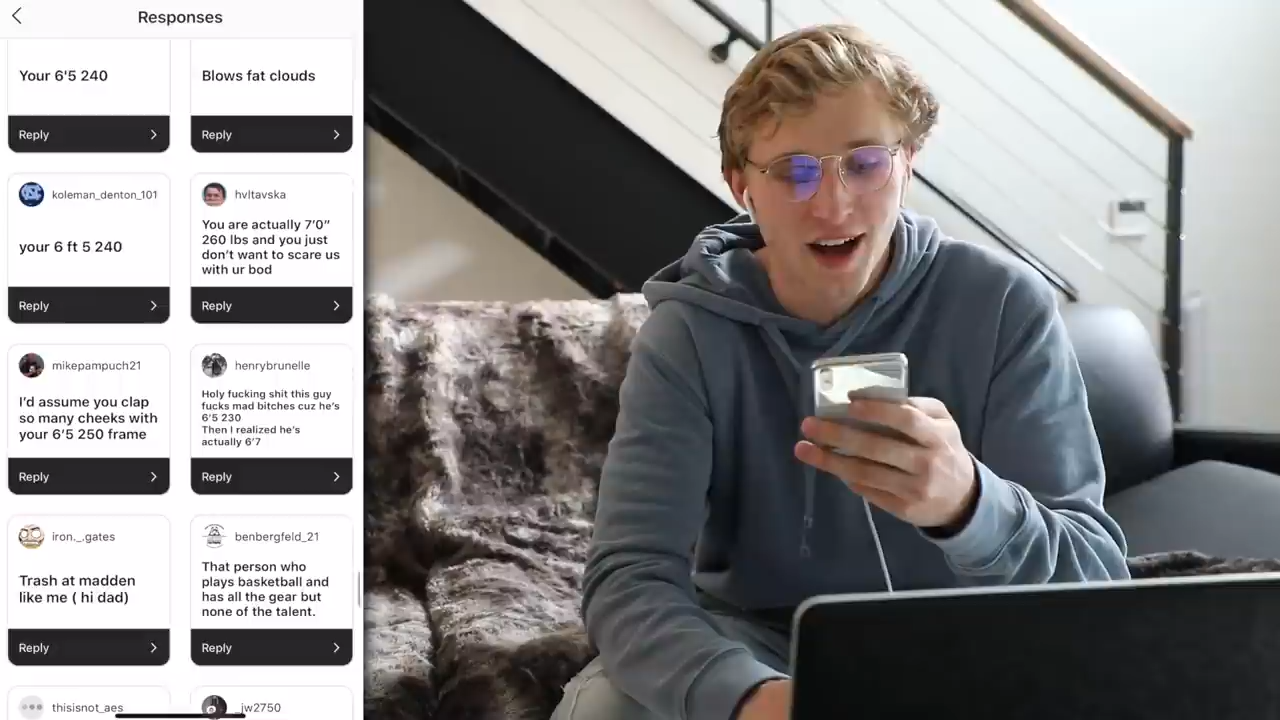 Responses
Your 6'5 240
Blows fat clouds
Reply
Reply
koleman_denton_101
hvltavska
your 6 ft 5 240
You are actually 7'0"
260 lbs and you just
don't want to scare us
with ur bod
Reply
Reply
mikepampuch21
henrybrunelle
I'd assume you clap
so many cheeks with
your 6'5 250 frame
Holy fucking shit this guy
fucks mad bitches cuz he's
6'5 230
Then I realized he's
actually 6'7
Reply
Reply
iron._.gates
benbergfeld_21
Trash at madden
like me ( hi dad)
That person who
plays basketball and
has all the gear but
none of the talent.
Reply
Reply
thisisnot_aes
_jw2750